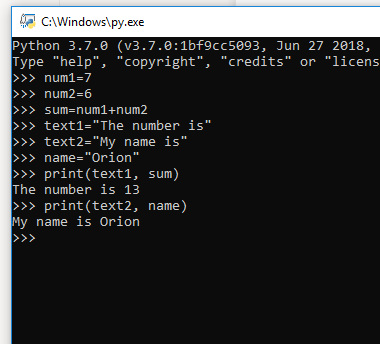 C:\Windows\py.exe
Python 3.7.0 (v3.7.0:1bf9cc5093, Jun 27 2018,
Type "help", "copyright", "credits" or "licens
>>> num1=7
>>> num2=6
>>> sum=num1+num2
>>> text1="The number is"
>>> text2="My name is"
>>> name="Orion"
>>> print(text1, sum)
The number is 13
>>> print(text2, name)
My name is Orion
>>>